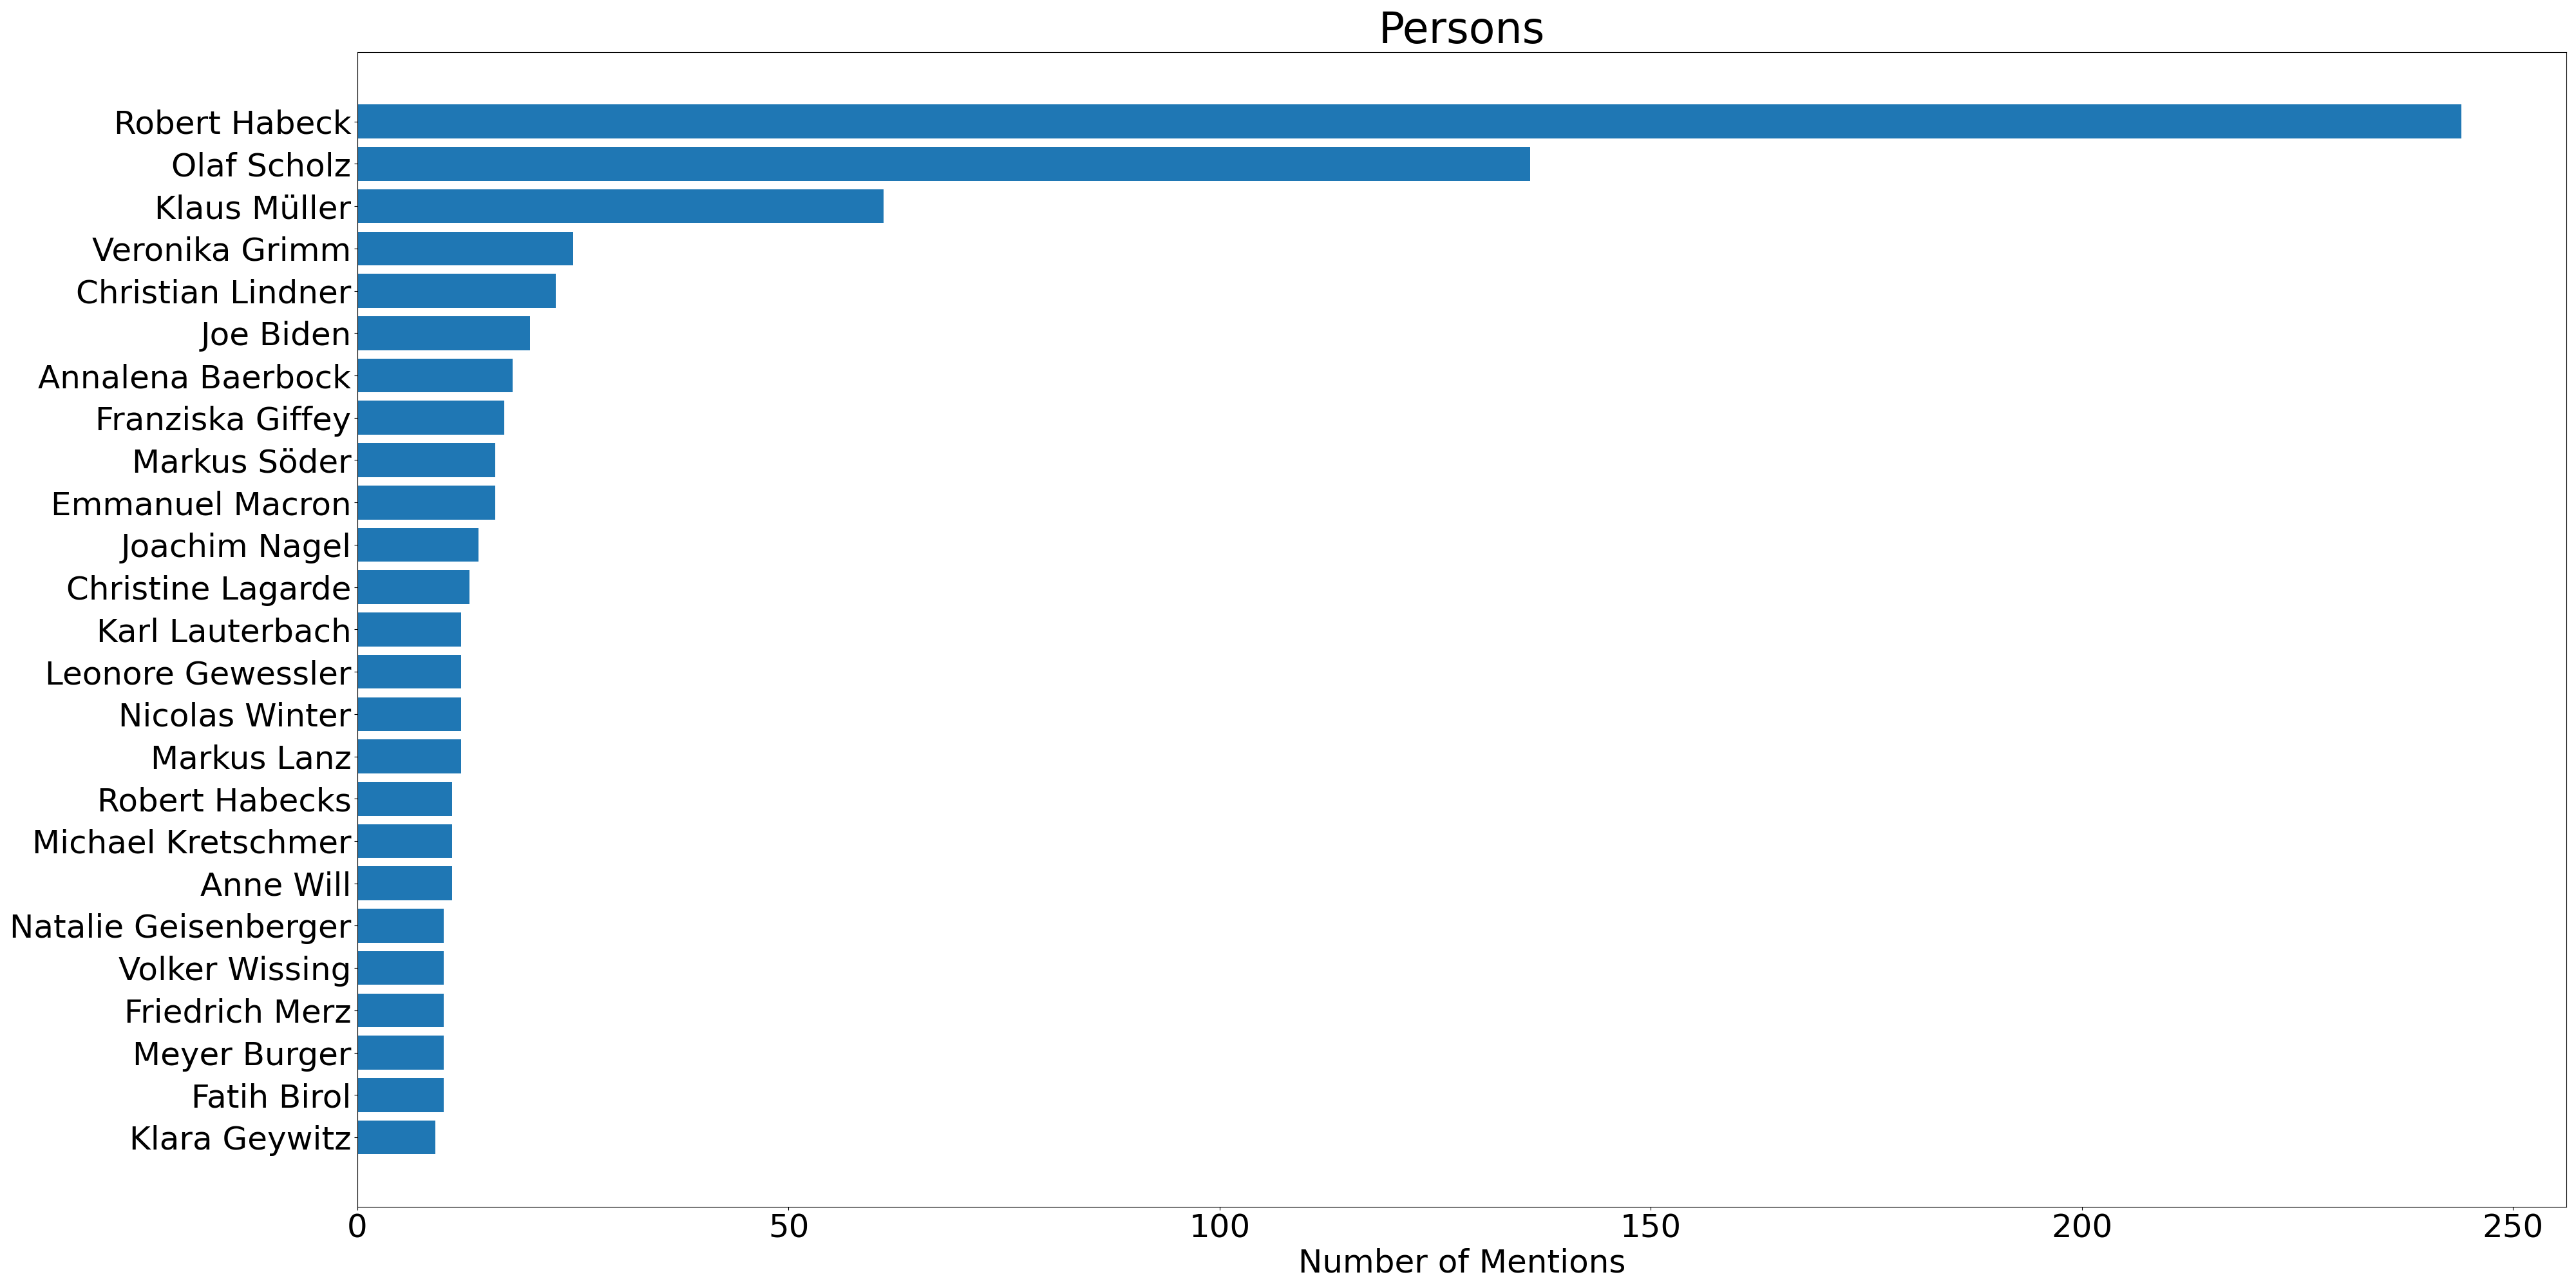 Persons
Robert Habeck
Olaf Scholz
Klaus Müller
Veronika Grimm
Christian Lindner
Joe Biden
Annalena Baerbock
Franziska Giffey
Markus Söder
Emmanuel Macron
Joachim Nagel
Christine Lagarde
Karl Lauterbach
Leonore Gewessler
Nicolas Winter
Markus Lanz
Robert Habecks
Michael Kretschmer
Anne Will
Natalie Geisenberger
Volker Wissing
Friedrich Merz
Meyer Burger
Fatih Birol
Klara Geywitz
0 50 100 150 200 250
Number of Mentions